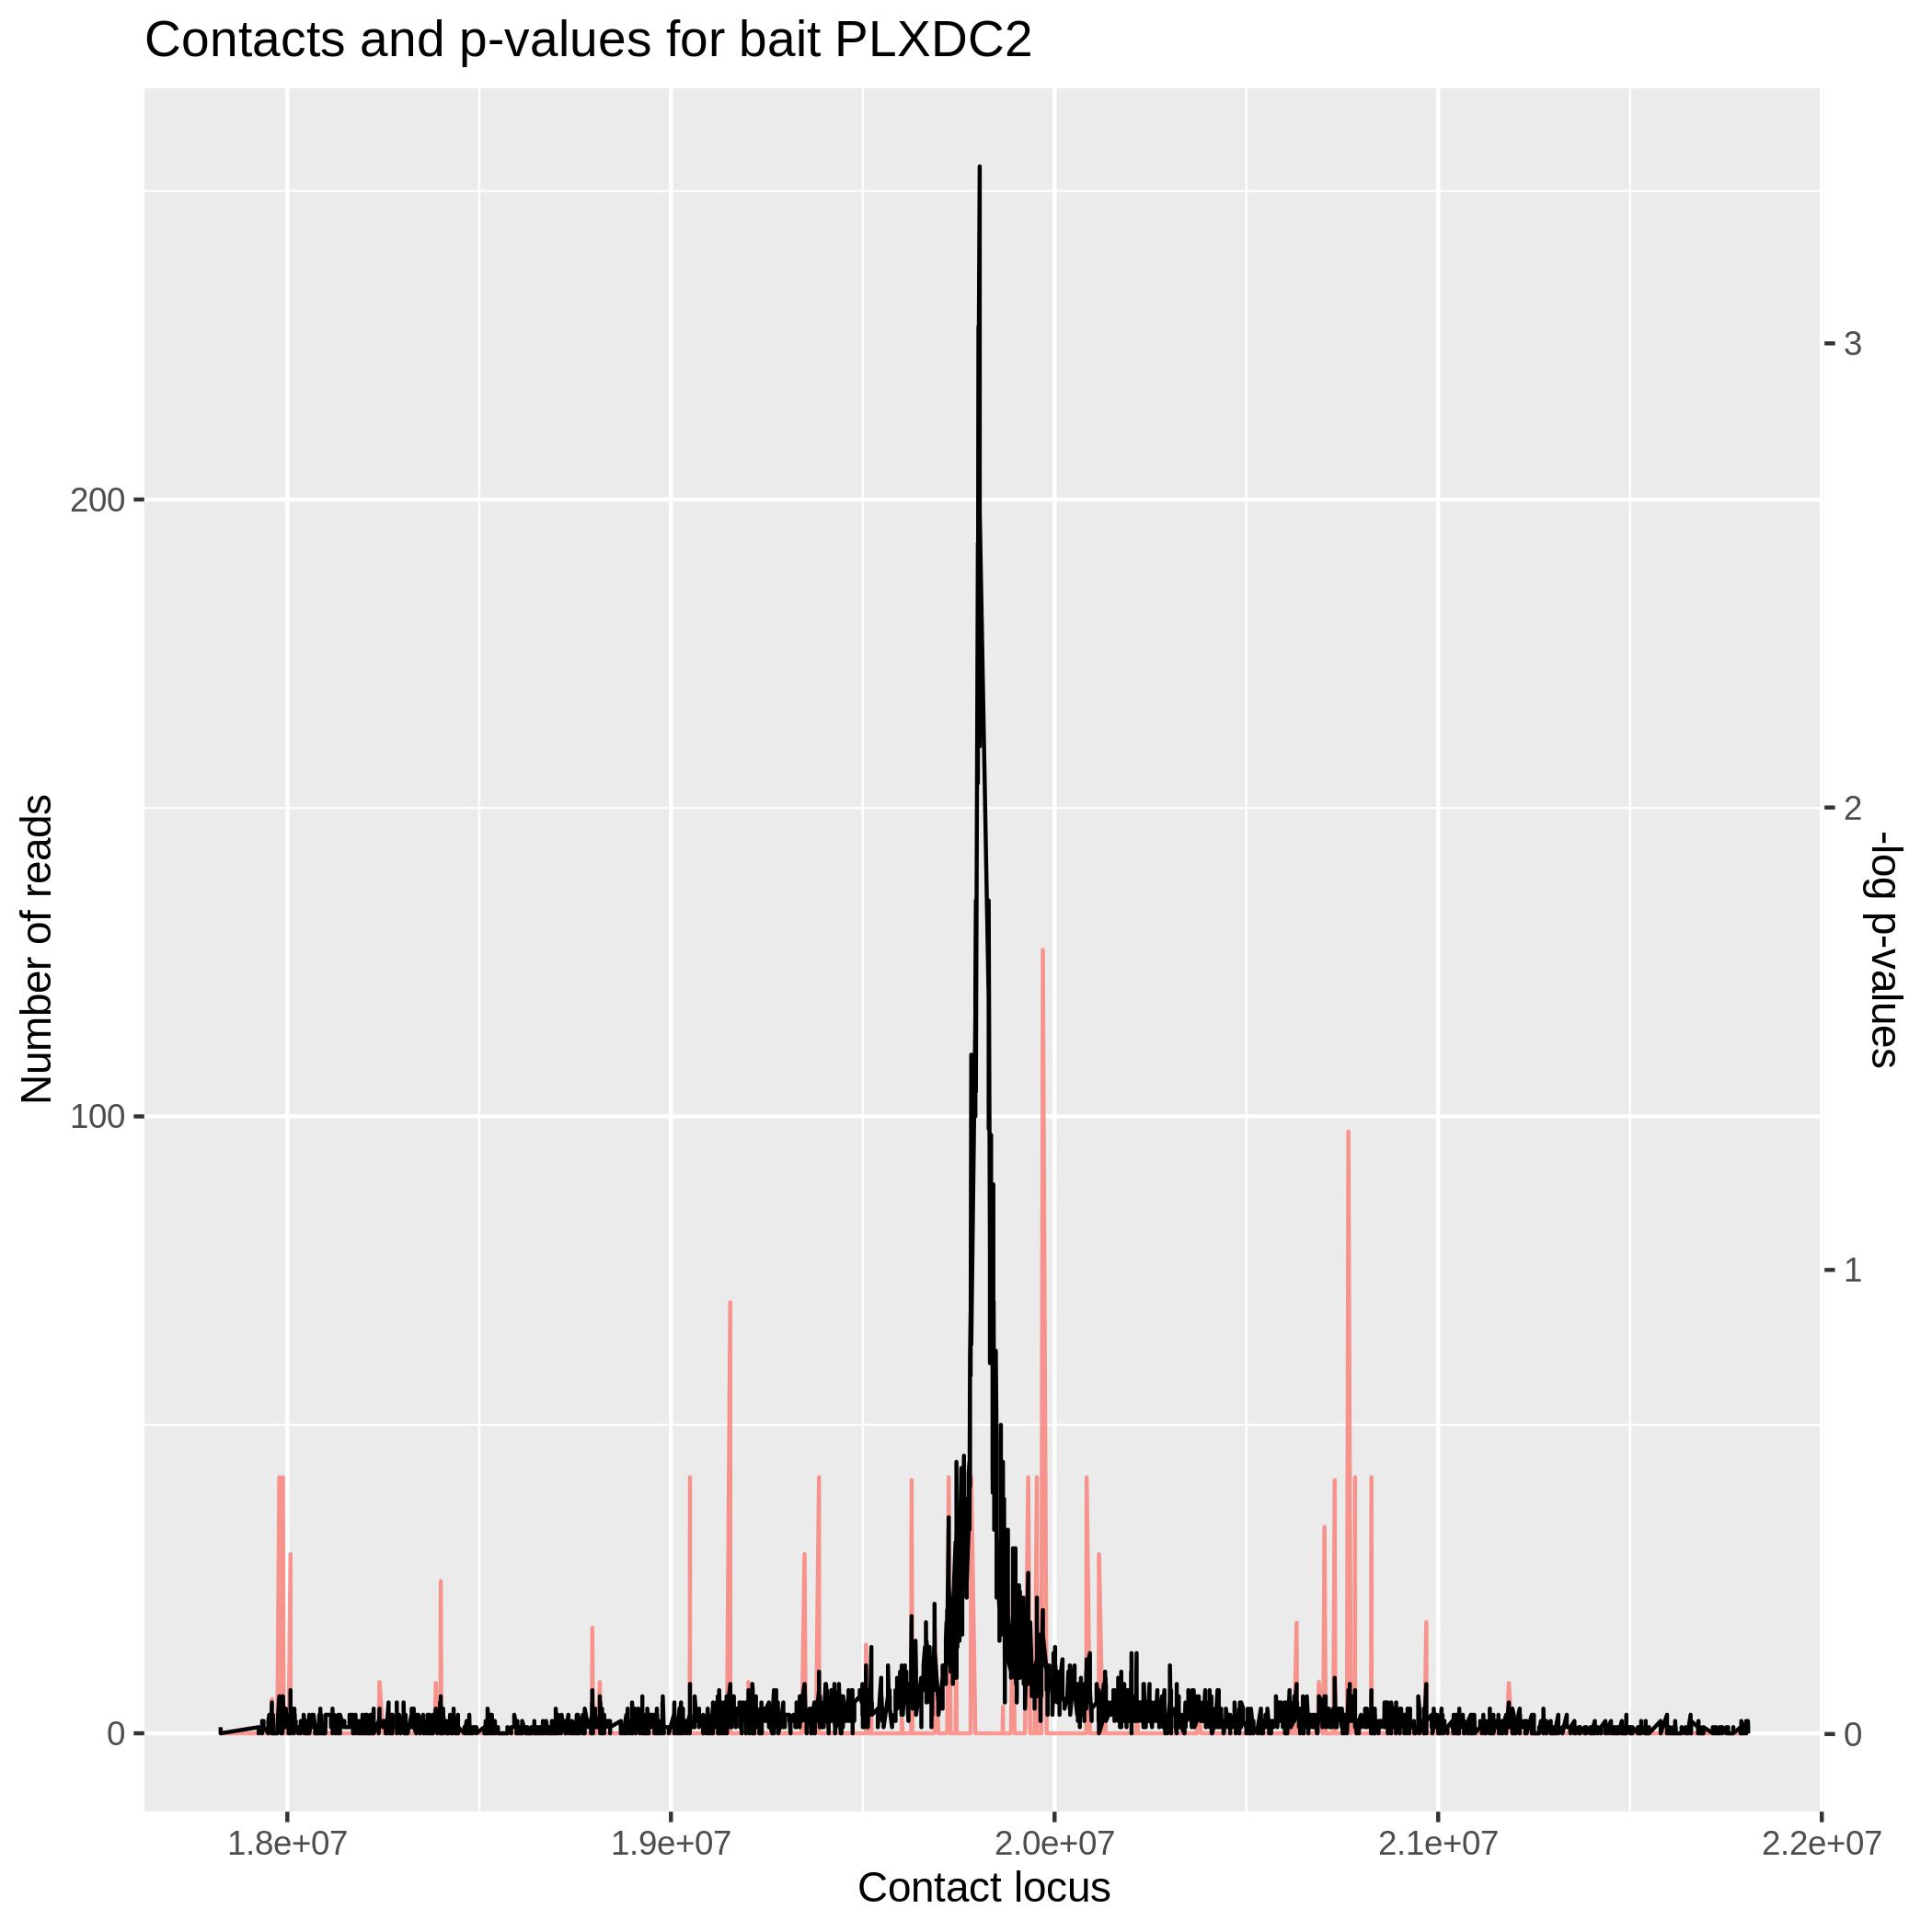 Contacts and p-values for bait PLXDC2
Number of reads
200
100
0
3
2
1
0
-log p-values
1.8e+07 1.9e+07 2.0e+07 2.1e+07 2.2e+07
Contact locus